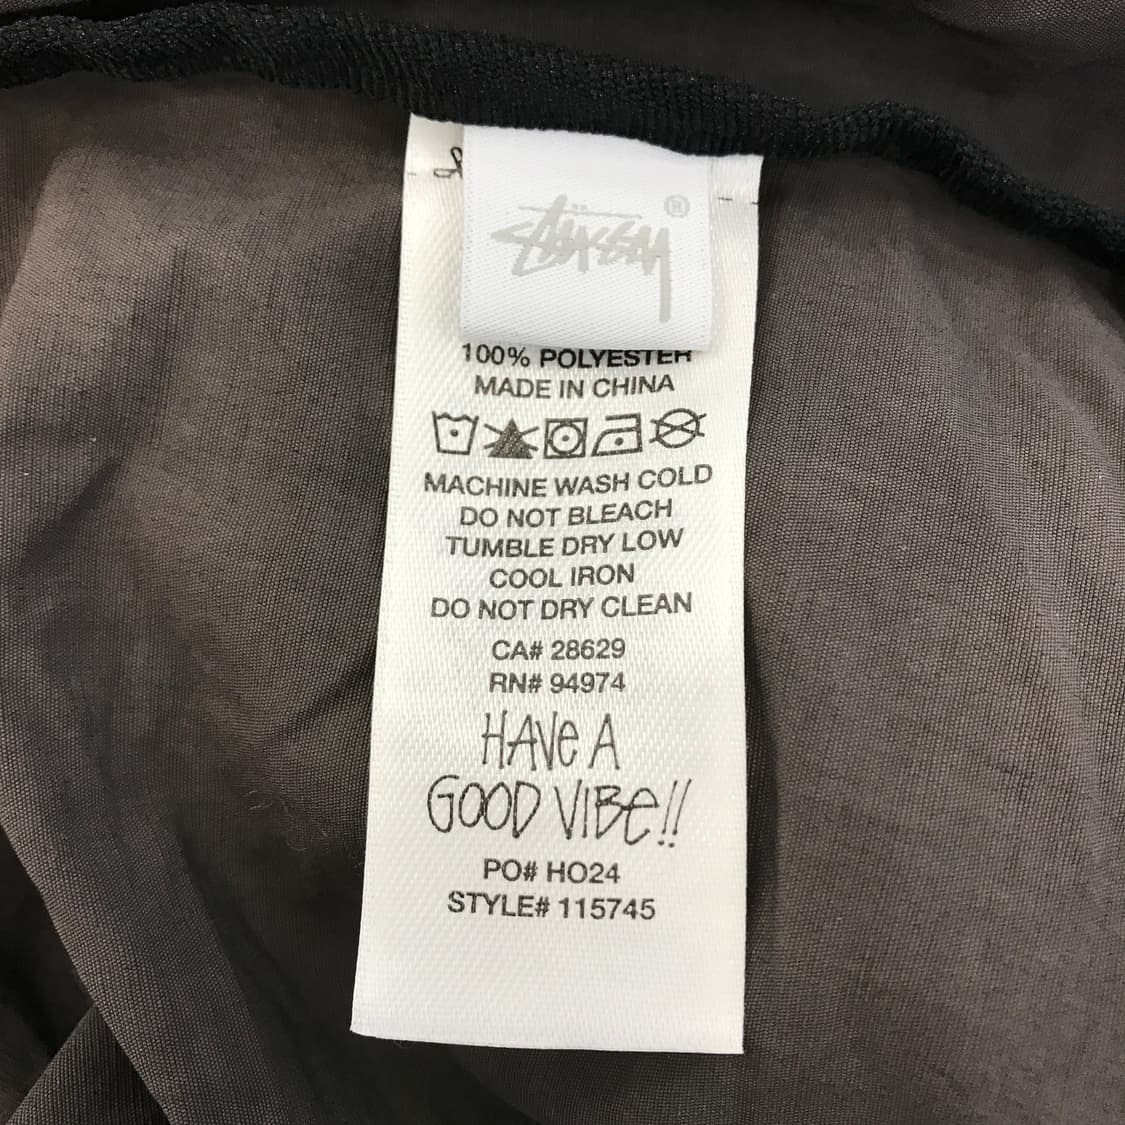 Stüssy ®
100% POLYESTER
MADE IN CHINA
MACHINE WASH COLD
DO NOT BLEACH
TUMBLE DRY LOW
COOL IRON
DO NOT DRY CLEAN
CA# 28629
RN# 94974
HAVE A
GOOD VIBE!!
PO# HO24
STYLE# 115745